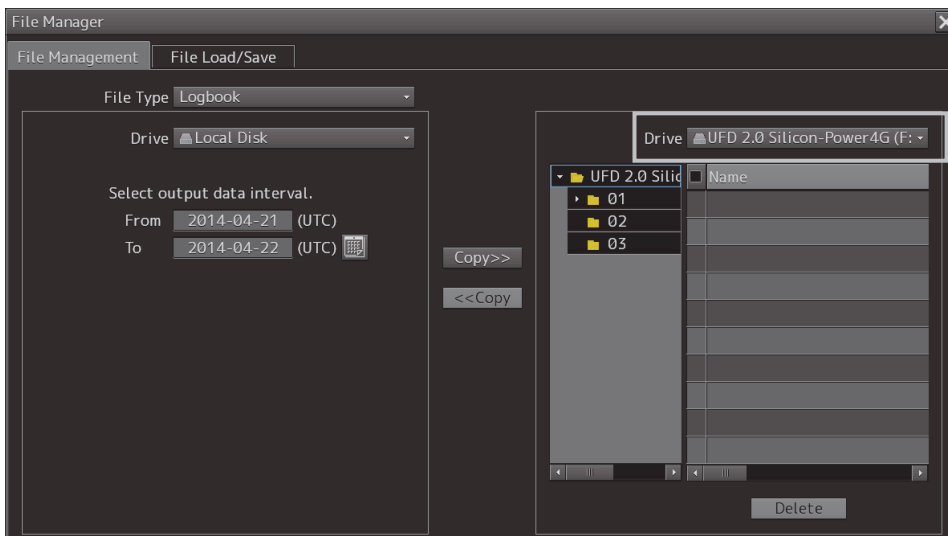 File Manager
File Management
File Load/Save
File Type Logbook
Drive Local Disk
Select output data interval.
From 2014-04-21 (UTC)
To 2014-04-22 (UTC)
Copy>>
<<Copy
Drive UFD 2.0 Silicon-Power4G (F:
UFD 2.0 Silic
Name
01
02
03
Delete